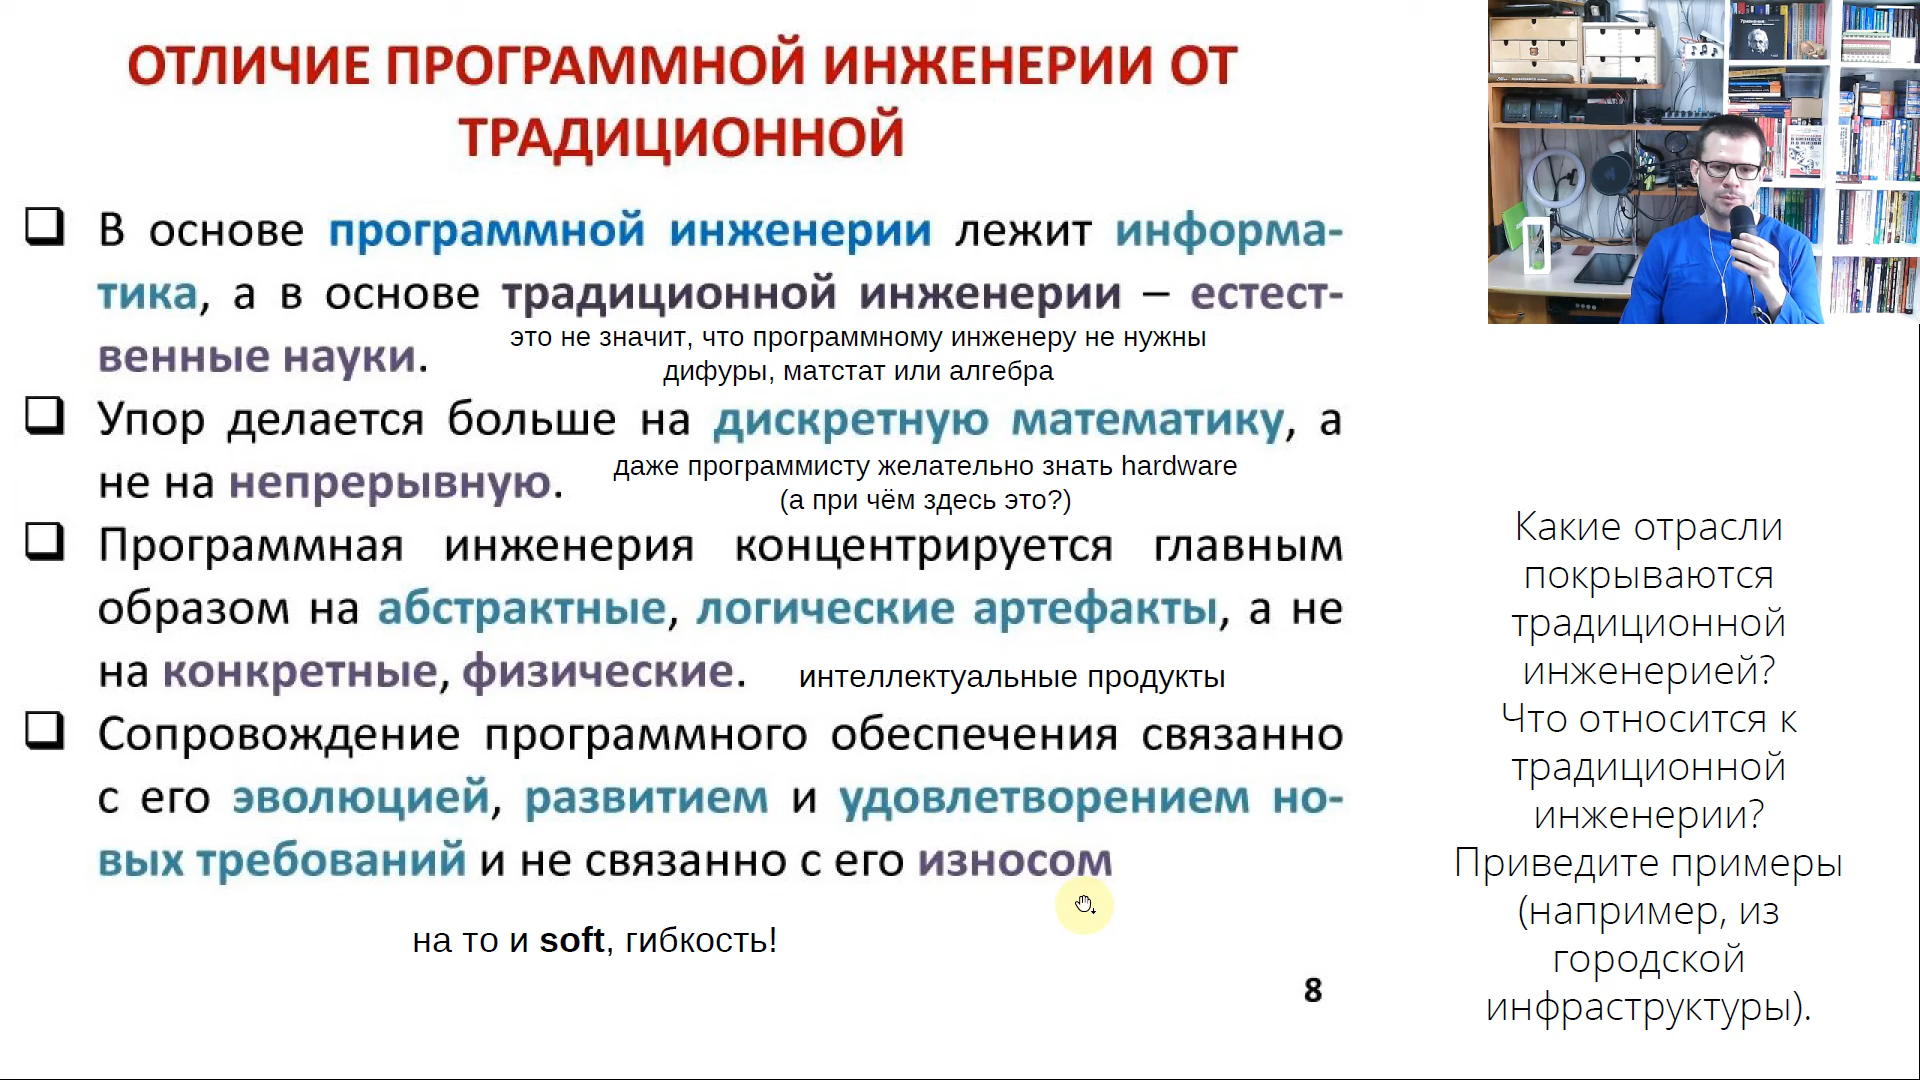 ОТЛИЧИЕ ПРОГРАММНОЙ ИНЖЕНЕРИИ ОТ
ТРАДИЦИОННОЙ
В основе программной инженерии лежит информа-
тика, а в основе традиционной инженерии – естест-
это не значит, что программному инженеру не нужны
венные науки.
дифуры, матстат или алгебра
Упор делается больше на дискретную математику, а
даже программисту желательно знать hardware
не на непрерывную.
(а при чём здесь это?)
Программная инженерия концентрируется главным
образом на абстрактные, логические артефакты, а не
на конкретные, физические.
интеллектуальные продукты
Сопровождение программного обеспечения связанно
с его эволюцией, развитием и удовлетворением но-
вых требований и не связанно с его износом
на то и soft, гибкость!
8
Какие отрасли
покрываются
традиционной
инженерией?
Что относится к
традиционной
инженерии?
Приведите примеры
(например, из
городской
инфраструктуры).